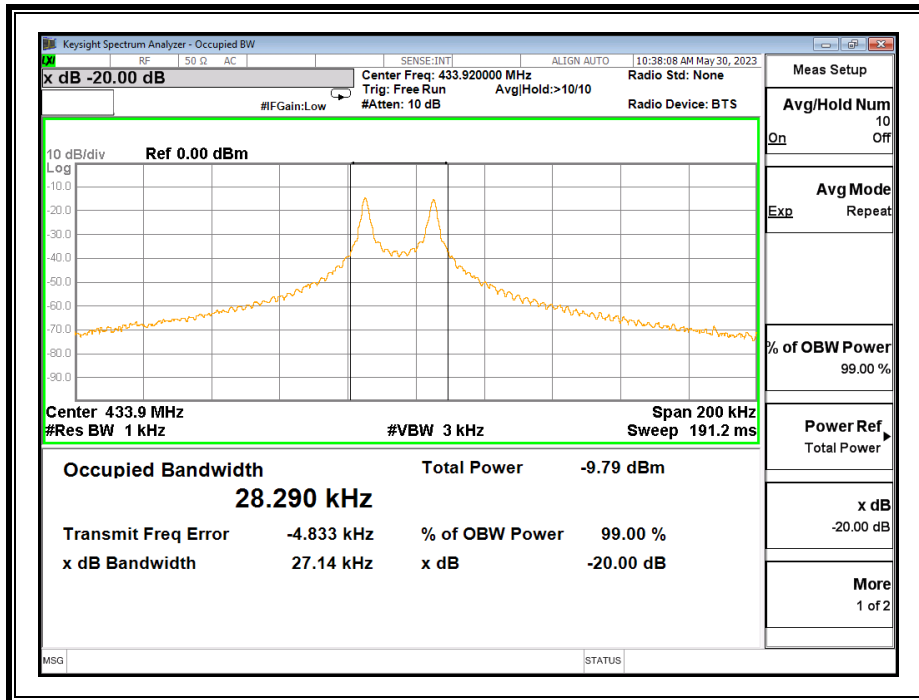 Keysight Spectrum Analyzer - Occupied BW
LXI RF 50 Ω AC SENSE:INT ALIGN AUTO 10:38:08 AM May 30, 2023
x dB -20.00 dB
Center Freq: 433.920000 MHz
Radio Std: None
Trig: Free Run Avg|Hold:>10/10
#IFGain:Low
#Atten: 10 dB
Radio Device: BTS
10 dB/div Ref 0.00 dBm
Log
-10.0
-20.0
-30.0
-40.0
-50.0
-60.0
-70.0
-80.0
-90.0
Center 433.9 MHz Span 200 kHz
#Res BW 1 kHz #VBW 3 kHz Sweep 191.2 ms
Occupied Bandwidth Total Power -9.79 dBm
28.290 kHz
Transmit Freq Error -4.833 kHz % of OBW Power 99.00 %
x dB Bandwidth 27.14 kHz x dB -20.00 dB
MSG STATUS
Meas Setup
Avg/Hold Num
10
On Off
Avg Mode
Exp Repeat
% of OBW Power
99.00 %
Power Ref
Total Power
x dB
-20.00 dB
More
1 of 2